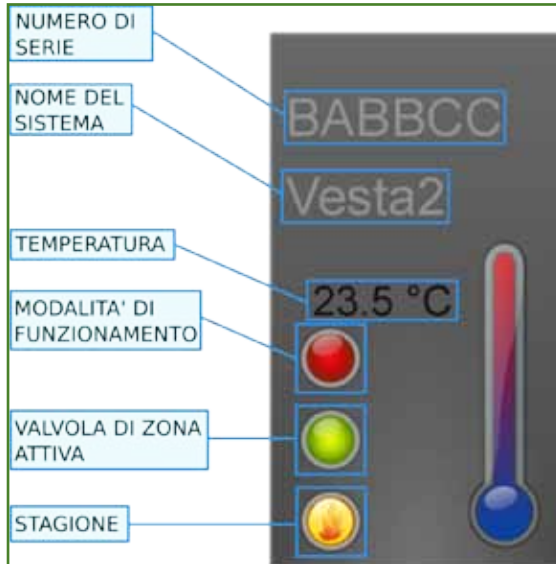 NUMERO DI
SERIE
BABBCC
NOME DEL
SISTEMA
Vesta2
TEMPERATURA
23.5 °C
MODALITA' DI
FUNZIONAMENTO
VALVOLA DI ZONA
ATTIVA
STAGIONE